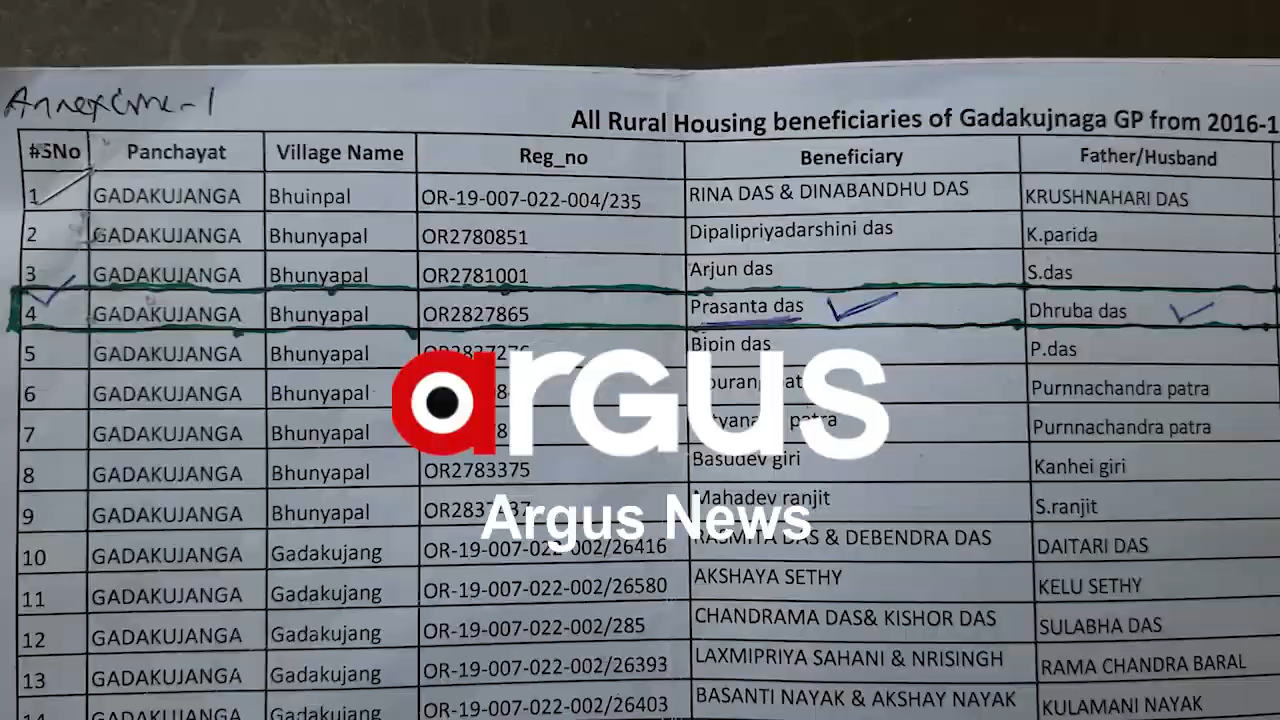 Annexure-1
All Rural Housing beneficiaries of Gadakujnaga GP from 2016-1
#SNo Panchayat Village Name Reg_no Beneficiary Father/Husband
1 GADAKUJANGA Bhuinpal OR-19-007-022-004/235 RINA DAS & DINABANDHU DAS KRUSHNAHARI DAS
2 GADAKUJANGA Bhunyapal OR2780851 Dipalipriyadarshini das K.parida
3 GADAKUJANGA Bhunyapal OR2781001 Arjun das S.das
4 GADAKUJANGA Bhunyapal OR2827865 Prasanta das Dhruba das
5 GADAKUJANGA Bhunyapal Bipin das P.das
6 GADAKUJANGA Bhunyapal Purnnachandra patra
7 GADAKUJANGA Bhunyapal patra Purnnachandra patra
argus
8 GADAKUJANGA Bhunyapal OR2783375 Basudev giri Kanhei giri
9 GADAKUJANGA Bhunyapal Mahadev ranjit S.ranjit
Argus News
10 GADAKUJANGA Gadakujang OR-19-007-022-002/26416 RASMITA DAS & DEBENDRA DAS DAITARI DAS
11 GADAKUJANGA Gadakujang OR-19-007-022-002/26580 AKSHAYA SETHY KELU SETHY
12 GADAKUJANGA Gadakujang OR-19-007-022-002/285 CHANDRAMA DAS& KISHOR DAS SULABHA DAS
13 GADAKUJANGA Gadakujang OR-19-007-022-002/26393 LAXMIPRIYA SAHANI & NRISINGH RAMA CHANDRA BARAL
14 GADAKUJANGA Gadakujang OR-19-007-022-002/26403 BASANTI NAYAK & AKSHAY NAYAK KULAMANI NAYAK